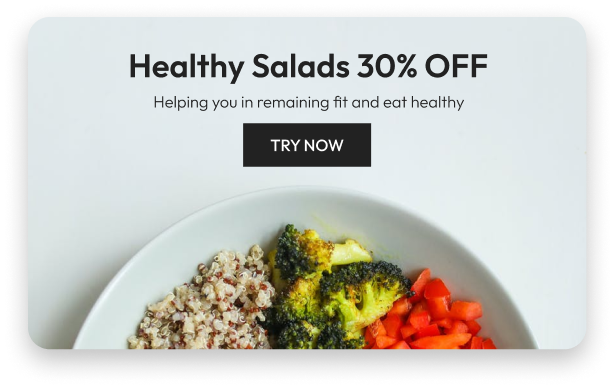 Healthy Salads 30% OFF
Helping you in remaining fit and eat healthy
TRY NOW